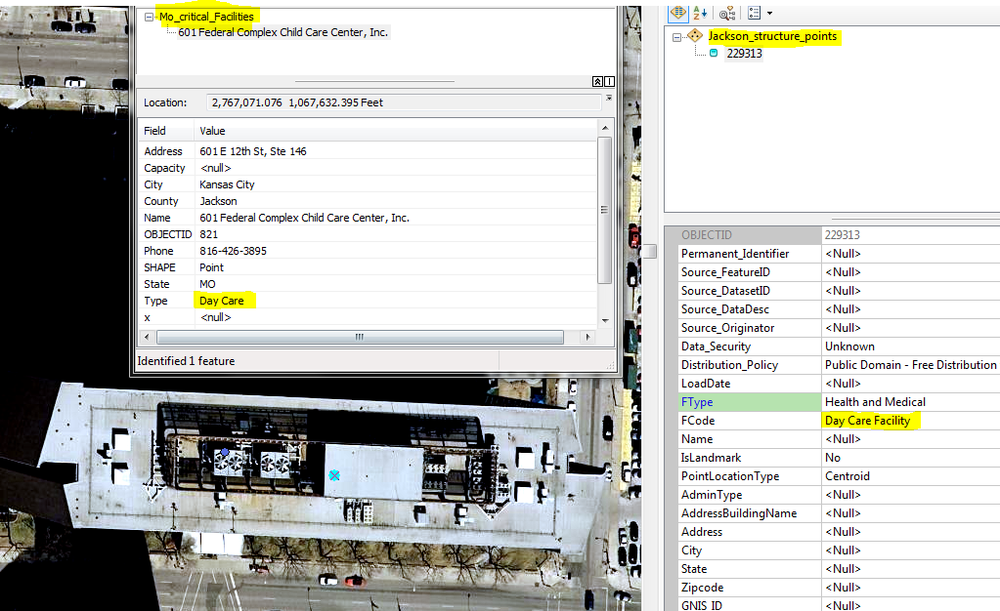 Mo_critical_Facilities
601 Federal Complex Child Care Center, Inc.
Location: 2,767,071.076 1,067,632.395 Feet
Field Value
Address 601 E 12th St, Ste 146
Capacity <null>
City Kansas City
County Jackson
Name 601 Federal Complex Child Care Center, Inc.
OBJECTID 821
Phone 816-426-3895
SHAPE Point
State MO
Type Day Care
x <null>
Identified 1 feature
Jackson_structure_points
229313
OBJECTID 229313
Permanent_Identifier <Null>
Source_FeatureID <Null>
Source_DatasetID <Null>
Source_DataDesc <Null>
Source_Originator <Null>
Data_Security Unknown
Distribution_Policy Public Domain - Free Distribution
LoadDate <Null>
FType Health and Medical
FCode Day Care Facility
Name <Null>
IsLandmark No
PointLocationType Centroid
AdminType <Null>
AddressBuildingName <Null>
Address <Null>
City <Null>
State <Null>
Zipcode <Null>
GNIS_ID <Null>